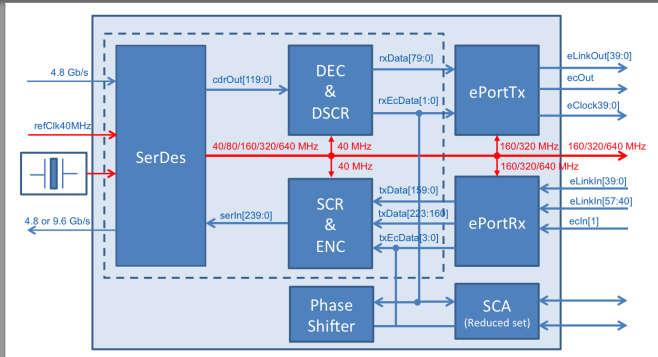 4.8 Gb/s
refClk40MHz
4.8 or 9.6 Gb/s
SerDes
cdrOut[119:0]
DEC
&
DSCR
rxData[79:0]
rxEcData[1:0]
ePortTx
eLinkOut[39:0]
ecOut
eClock39:0]
40/80/160/320/640 MHz
40 MHz
160/320 MHz
160/320/640 MHz
40 MHz
160/320/640 MHz
serIn[239:0]
SCR
&
ENC
txData[159:0]
txData[223:160]
txEcData[3:0]
ePortRx
eLinkIn[39:0]
eLinkIn[57:40]
ecIn[1]
Phase
Shifter
SCA
(Reduced set)